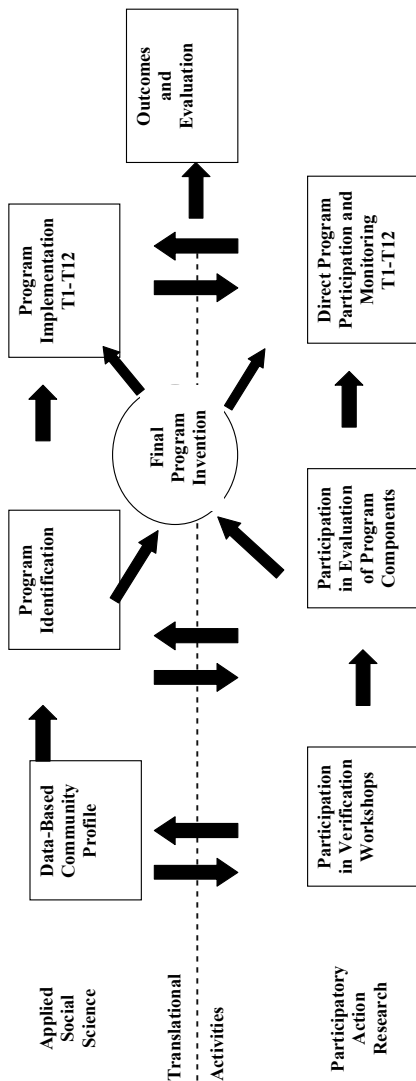 Applied
Social
Science
Data-Based
Community
Profile
Program
Identification
Program
Implementation
T1-T12
Translational
Activities
Final
Program
Invention
Outcomes
and
Evaluation
Participatory
Action
Research
Participation
in Verification
Workshops
Participation
in Evaluation
of Program
Components
Direct Program
Participation and
Monitoring
T1-T12